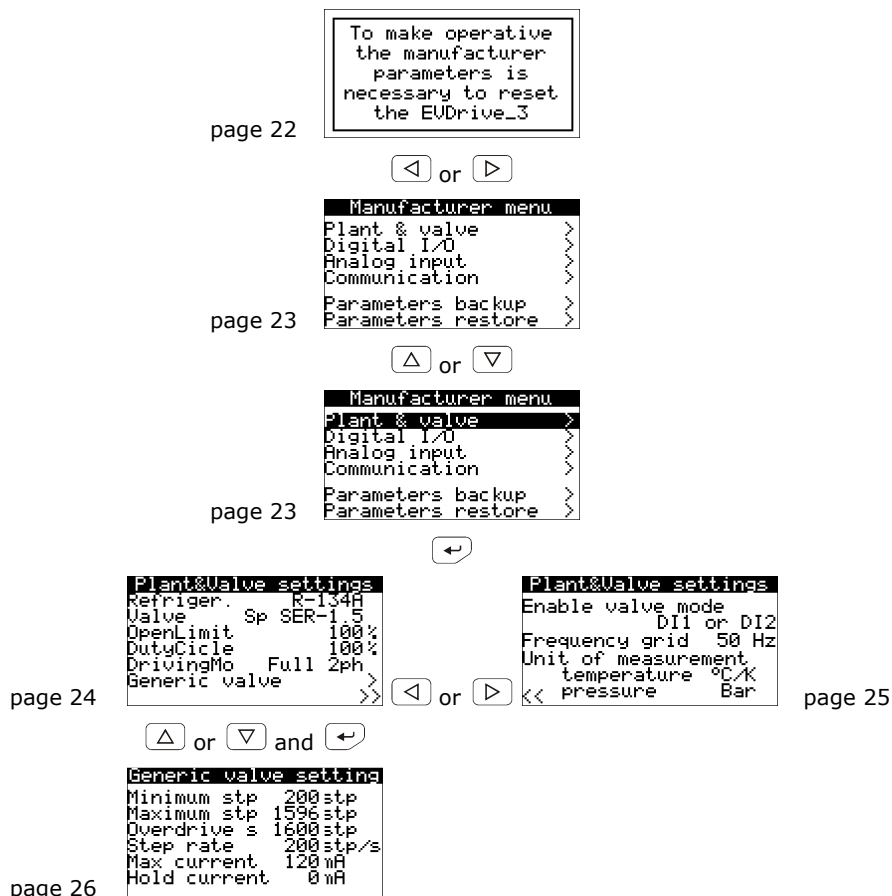 To make operative
the manufacturer
parameters is
necessary to reset
the EVDrive_3
page 22
or
Manufacturer menu
Plant & valve >
Digital I/O >
Analog input >
Communication >
Parameters backup >
Parameters restore >
page 23
or
Manufacturer menu
Plant & valve >
Digital I/O >
Analog input >
Communication >
Parameters backup >
Parameters restore >
page 23
Plant&Valve settings
Refriger. R-134A
Valve Sp SER-1.5
OpenLimit 100%
DutyCicle 100%
DrivingMo Full 2ph
Generic valve >
>>
page 24
or
Plant&Valve settings
Enable valve mode
DI1 or DI2
Frequency grid 50 Hz
Unit of measurement
temperature °C/K
<< pressure Bar
page 25
or and
Generic valve setting
Minimum stp 200stp
Maximum stp 1596stp
Overdrive s 1600stp
Step rate 200stp/s
Max current 120mA
Hold current 0mA
page 26